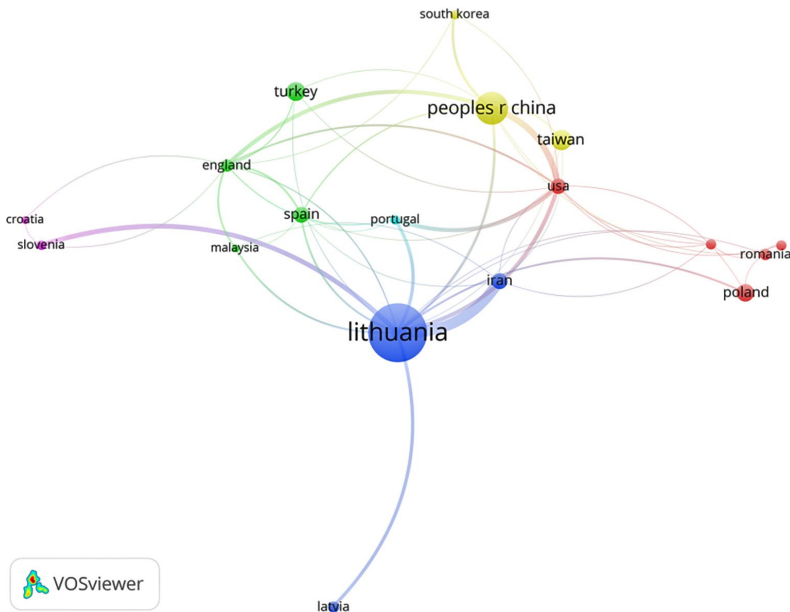 south korea
turkey
peoples r china
taiwan
england
usa
croatia
spain
portugal
slovenia
malaysia
romania
iran
poland
lithuania
VOSviewer
latvia